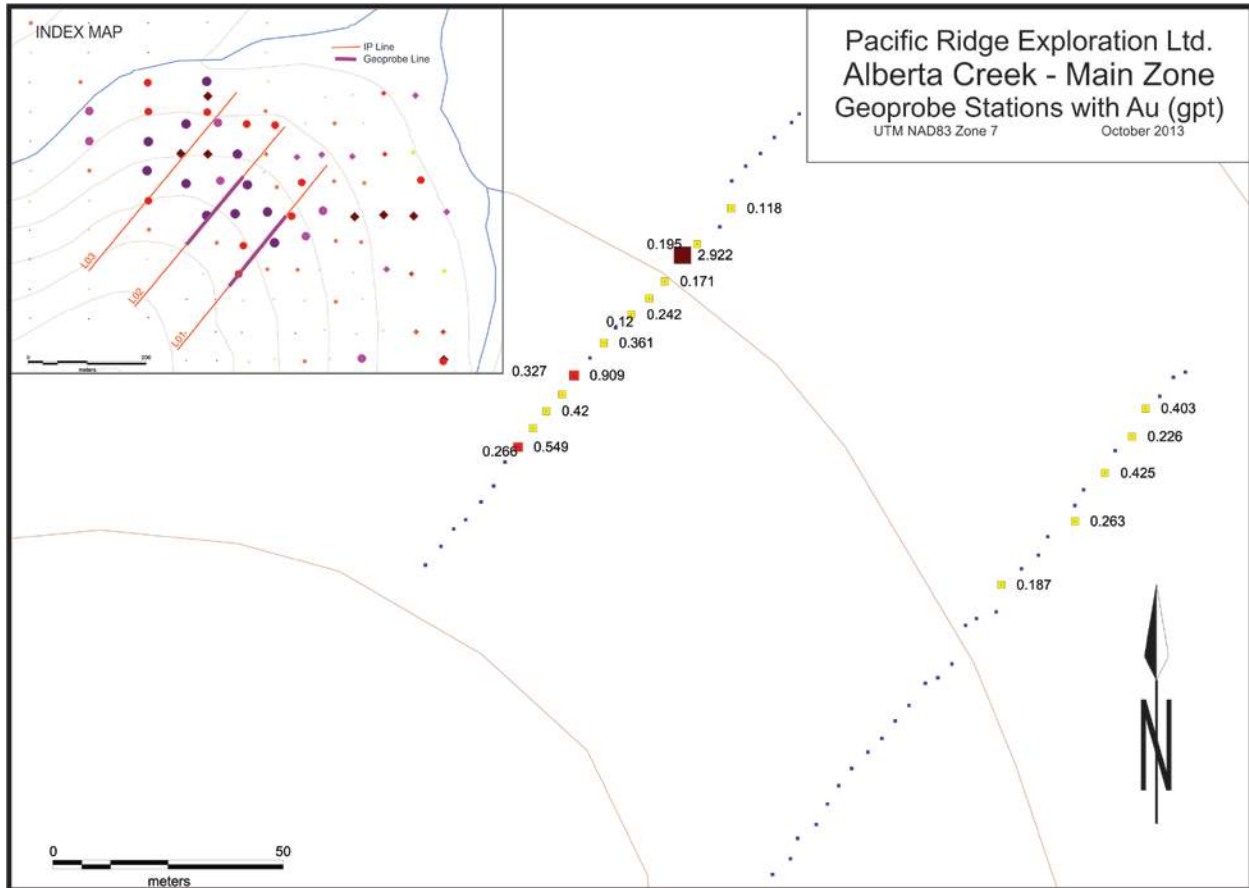 INDEX MAP
IP Line
Geoprobe Line
L03
L02
L01
0 200
meters
Pacific Ridge Exploration Ltd.
Alberta Creek - Main Zone
Geoprobe Stations with Au (gpt)
UTM NAD83 Zone 7 October 2013
0.118
0.195
2.922
0.171
0.242
0.12
0.361
0.327 0.909
0.42
0.266 0.549
0.403
0.226
0.425
0.263
0.187
N
0 50
meters